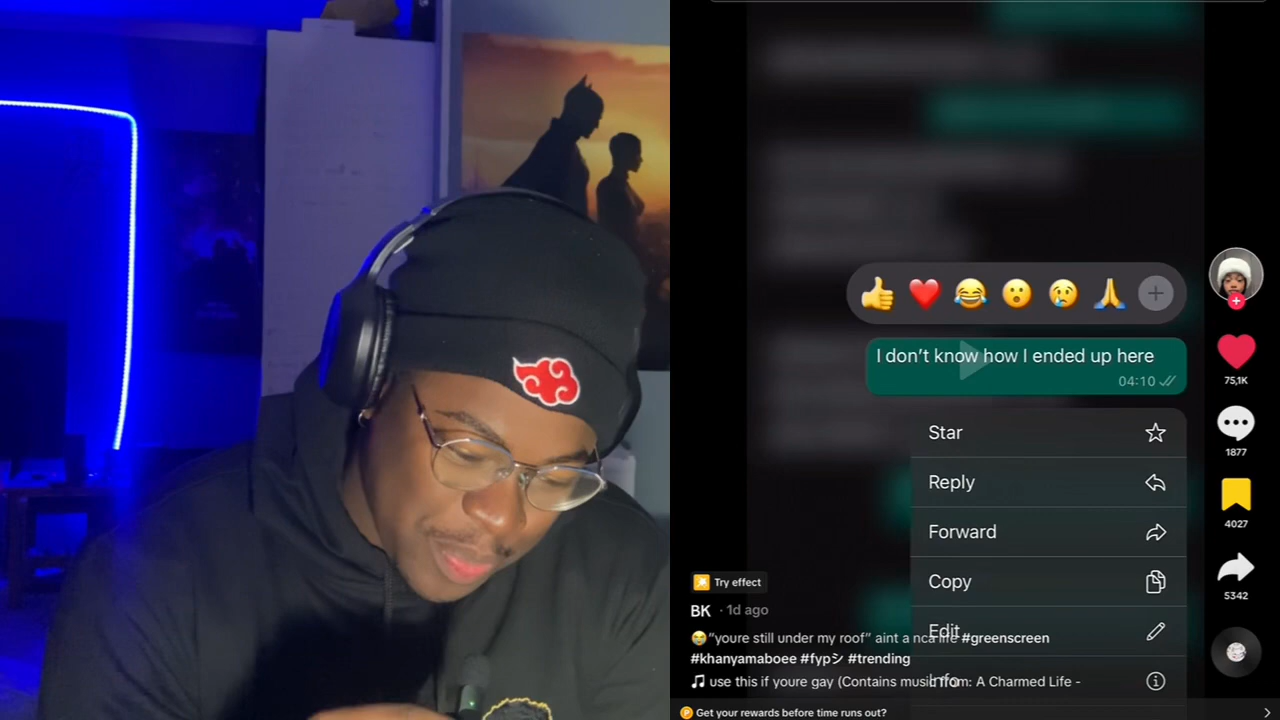 I don't know how I ended up here
04:10
Star
Reply
Forward
Copy
Edit
Info
75,1K
1877
4027
5342
Try effect
BK · 1d ago
😭"youre still under my roof" aint a nca life #greenscreen
#khanyamaboee #fypシ #trending
use this if youre gay (Contains music from: A Charmed Life -
P Get your rewards before time runs out?